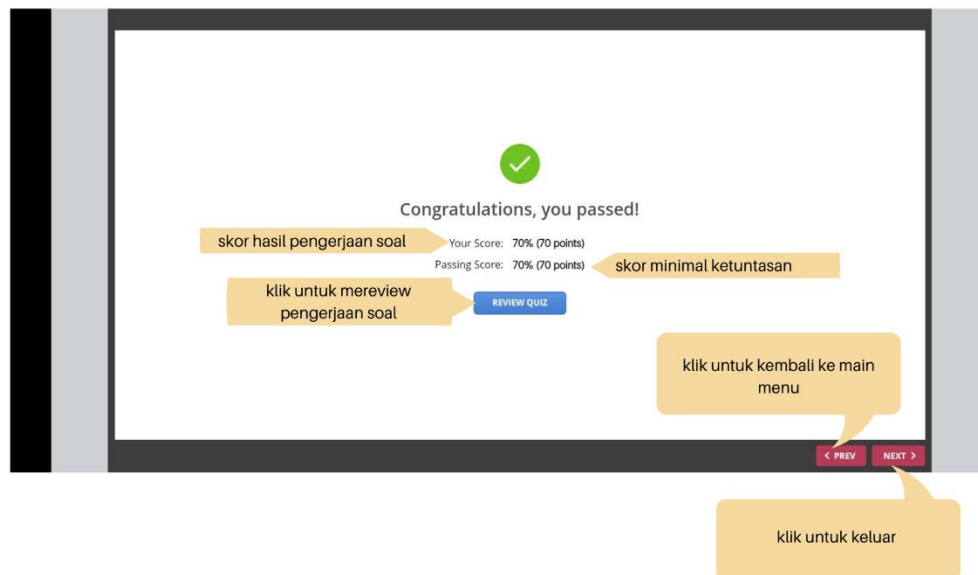 Congratulations, you passed!
skor hasil pengerjaan soal
Your Score: 70% (70 points)
Passing Score: 70% (70 points)
skor minimal ketuntasan
klik untuk mereview
pengerjaan soal
REVIEW QUIZ
klik untuk kembali ke main
menu
< PREV
NEXT >
klik untuk keluar